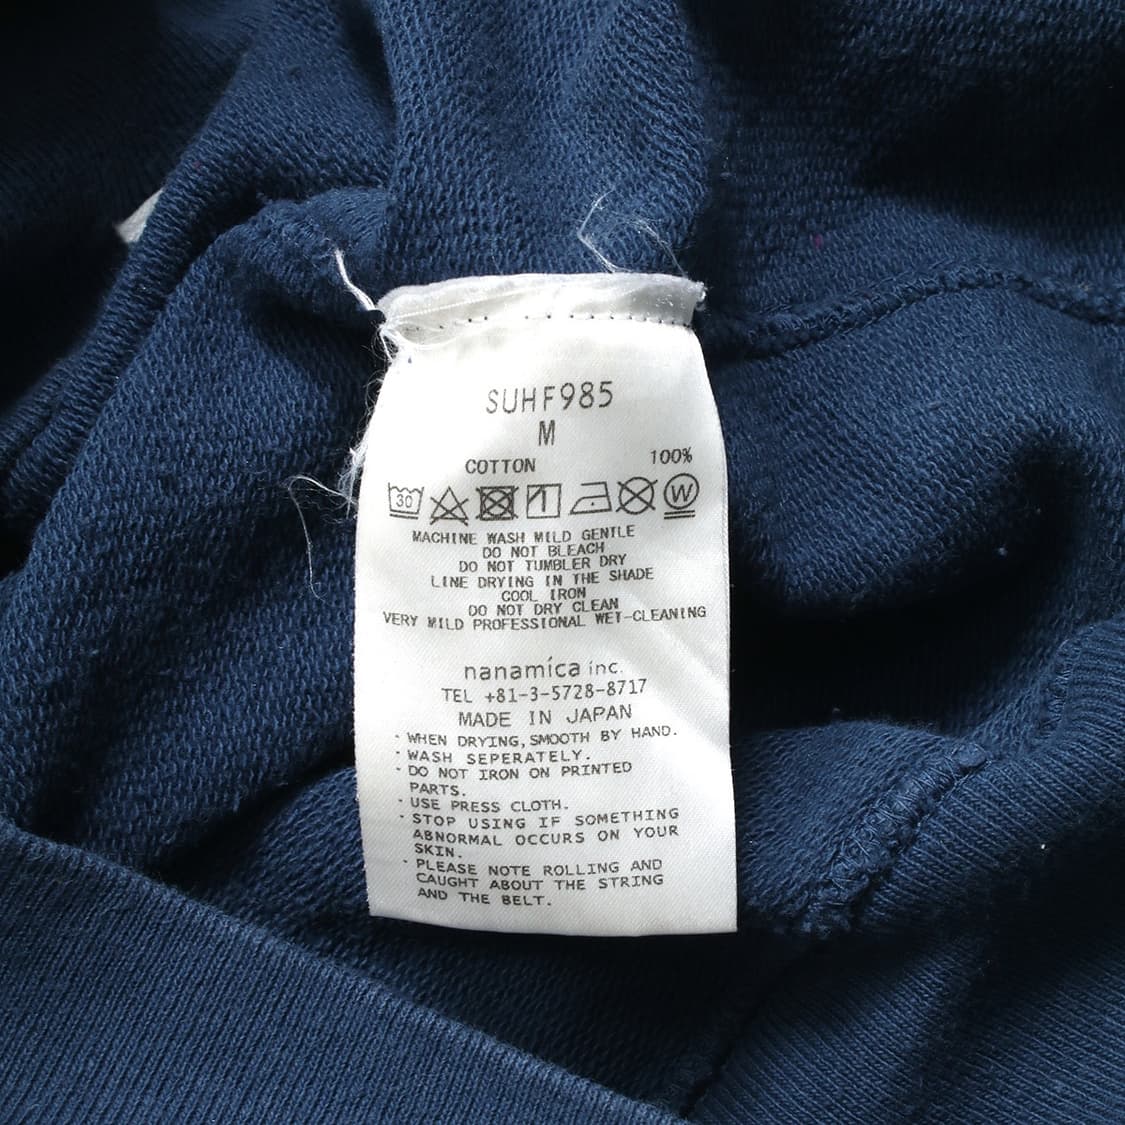 SUHF985
M
COTTON 100%
30 W
MACHINE WASH MILD GENTLE
DO NOT BLEACH
DO NOT TUMBLER DRY
LINE DRYING IN THE SHADE
COOL IRON
DO NOT DRY CLEAN
VERY MILD PROFESSIONAL WET-CLEANING
nanamica inc.
TEL +81-3-5728-8717
MADE IN JAPAN
・WHEN DRYING, SMOOTH BY HAND.
・WASH SEPERATELY.
・DO NOT IRON ON PRINTED
PARTS.
・USE PRESS CLOTH.
・STOP USING IF SOMETHING
ABNORMAL OCCURS ON YOUR
SKIN.
・PLEASE NOTE ROLLING AND
CAUGHT ABOUT THE STRING
AND THE BELT.